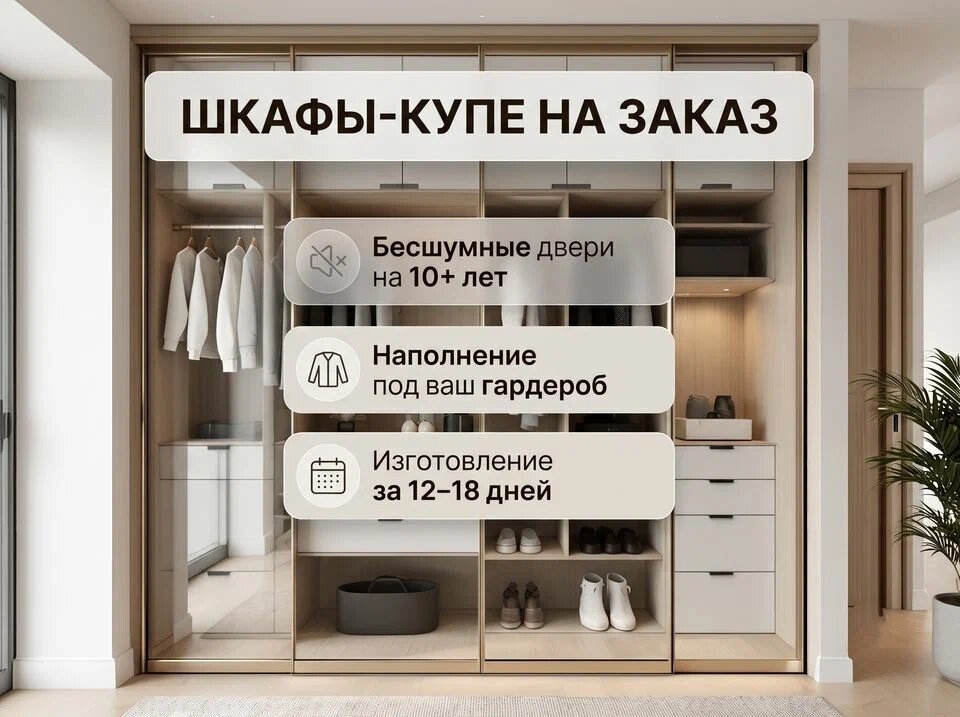 ШКАФЫ-КУПЕ НА ЗАКАЗ
Бесшумные двери
на 10+ лет
Наполнение
под ваш гардероб
Изготовление
за 12–18 дней